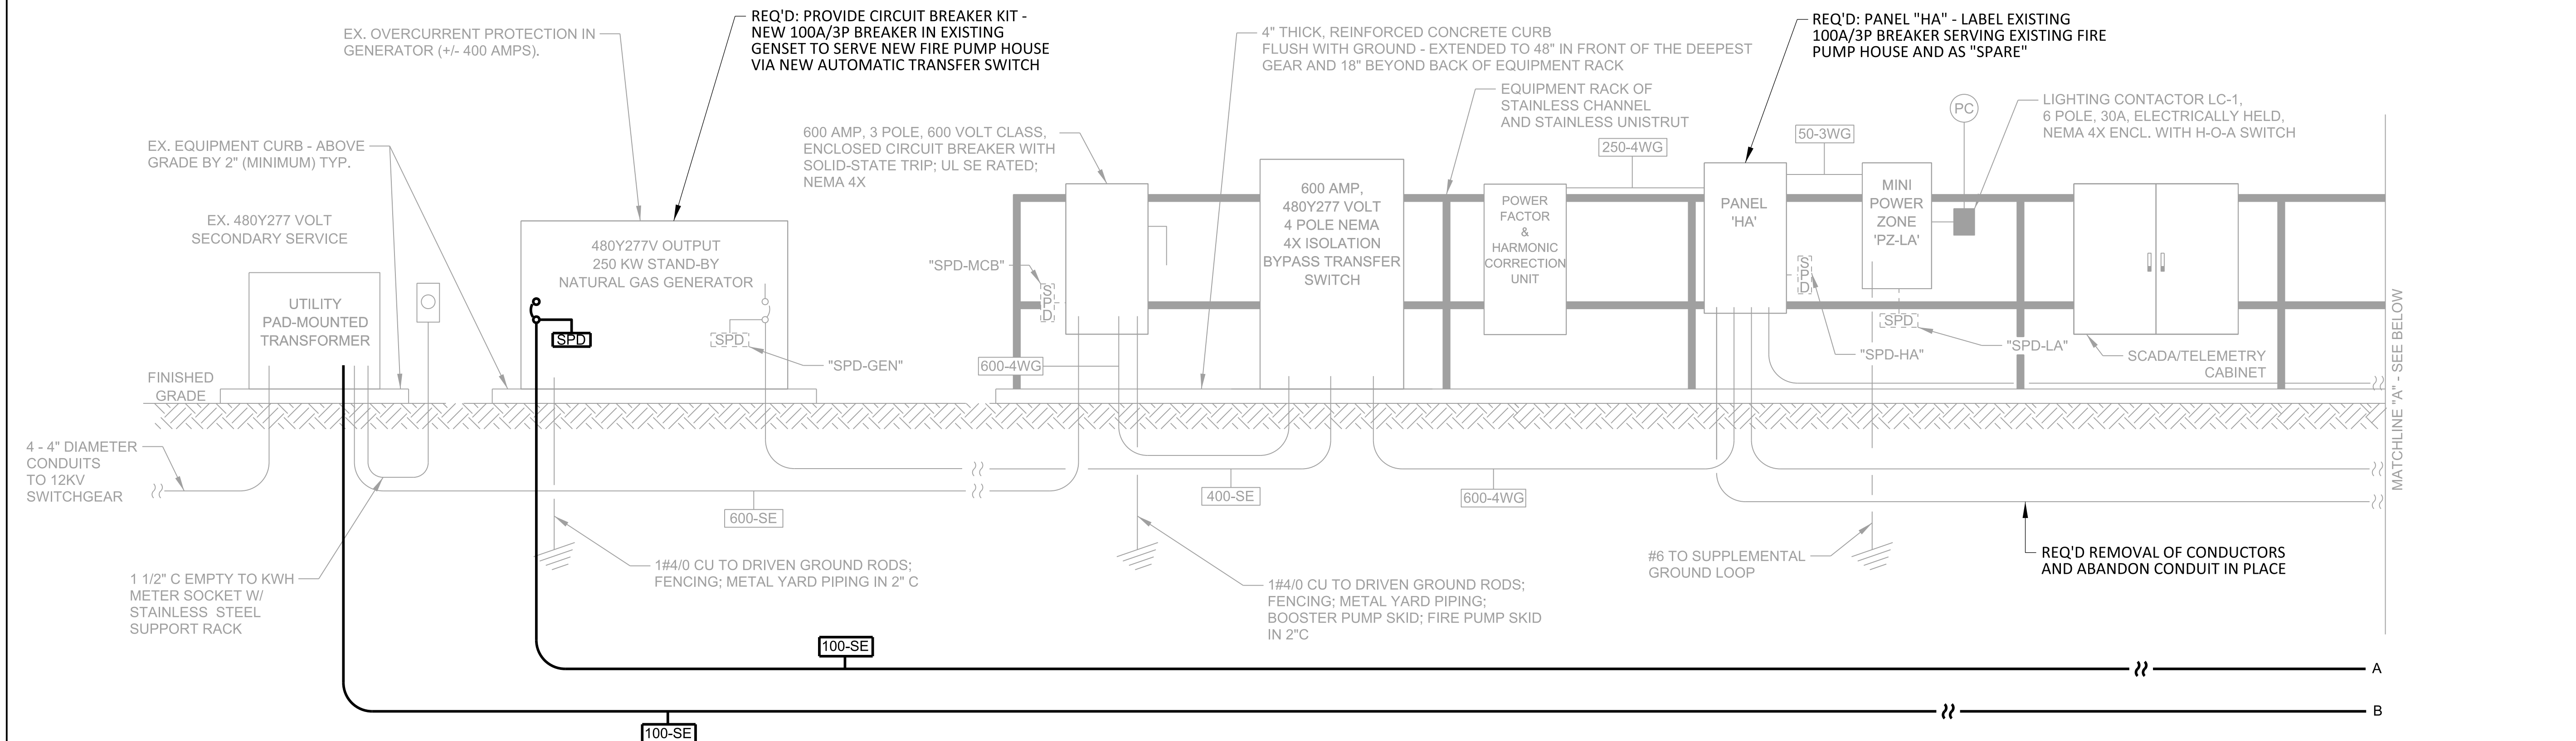 EX. OVERCURRENT PROTECTION IN
GENERATOR (+/- 400 AMPS).
REQ'D: PROVIDE CIRCUIT BREAKER KIT -
NEW 100A/3P BREAKER IN EXISTING
GENSET TO SERVE NEW FIRE PUMP HOUSE
VIA NEW AUTOMATIC TRANSFER SWITCH
4" THICK, REINFORCED CONCRETE CURB
FLUSH WITH GROUND - EXTENDED TO 48" IN FRONT OF THE DEEPEST
GEAR AND 18" BEYOND BACK OF EQUIPMENT RACK
REQ'D: PANEL "HA" - LABEL EXISTING
100A/3P BREAKER SERVING EXISTING FIRE
PUMP HOUSE AND AS "SPARE"
EQUIPMENT RACK OF
STAINLESS CHANNEL
AND STAINLESS UNISTRUT
PC
LIGHTING CONTACTOR LC-1,
6 POLE, 30A, ELECTRICALLY HELD,
NEMA 4X ENCL. WITH H-O-A SWITCH
EX. EQUIPMENT CURB - ABOVE
GRADE BY 2" (MINIMUM) TYP.
600 AMP, 3 POLE, 600 VOLT CLASS,
ENCLOSED CIRCUIT BREAKER WITH
SOLID-STATE TRIP; UL SE RATED;
NEMA 4X
250-4WG
50-3WG
EX. 480Y277 VOLT
SECONDARY SERVICE
480Y277V OUTPUT
250 KW STAND-BY
NATURAL GAS GENERATOR
600 AMP,
480Y277 VOLT
4 POLE NEMA
4X ISOLATION
BYPASS TRANSFER
SWITCH
POWER
FACTOR
&
HARMONIC
CORRECTION
UNIT
PANEL
'HA'
MINI
POWER
ZONE
'PZ-LA'
"SPD-MCB"
SPD
SPD
UTILITY
PAD-MOUNTED
TRANSFORMER
SPD
SPD
"SPD-GEN"
SPD
"SPD-HA"
"SPD-LA"
SCADA/TELEMETRY
CABINET
600-4WG
FINISHED
GRADE
MATCHLINE "A" - SEE BELOW
4 - 4" DIAMETER
CONDUITS
TO 12KV
SWITCHGEAR
600-SE
400-SE
600-4WG
1 1/2" C EMPTY TO KWH
METER SOCKET W/
STAINLESS STEEL
SUPPORT RACK
1#4/0 CU TO DRIVEN GROUND RODS;
FENCING; METAL YARD PIPING IN 2" C
1#4/0 CU TO DRIVEN GROUND RODS;
FENCING; METAL YARD PIPING;
BOOSTER PUMP SKID; FIRE PUMP SKID
IN 2"C
#6 TO SUPPLEMENTAL
GROUND LOOP
REQ'D REMOVAL OF CONDUCTORS
AND ABANDON CONDUIT IN PLACE
100-SE
A
100-SE
B